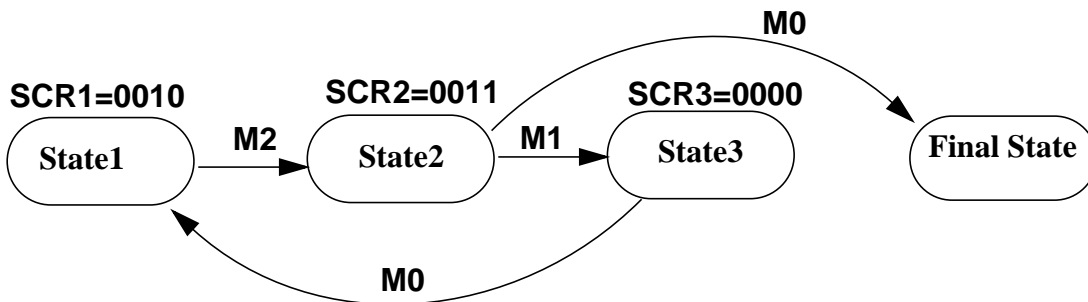 M0
SCR1=0010
SCR2=0011
SCR3=0000
State1
M2
State2
M1
State3
Final State
M0